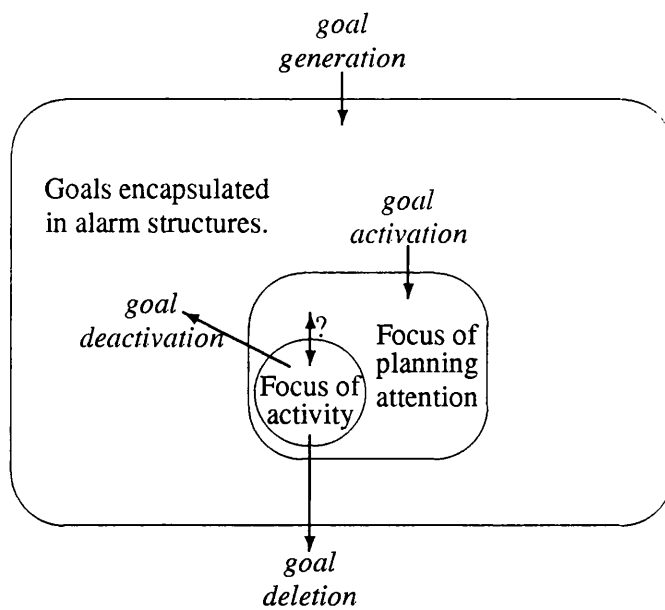 goal
generation
Goals encapsulated
in alarm structures.
goal
activation
goal
deactivation
?
Focus of
planning
attention
Focus of
activity
goal
deletion